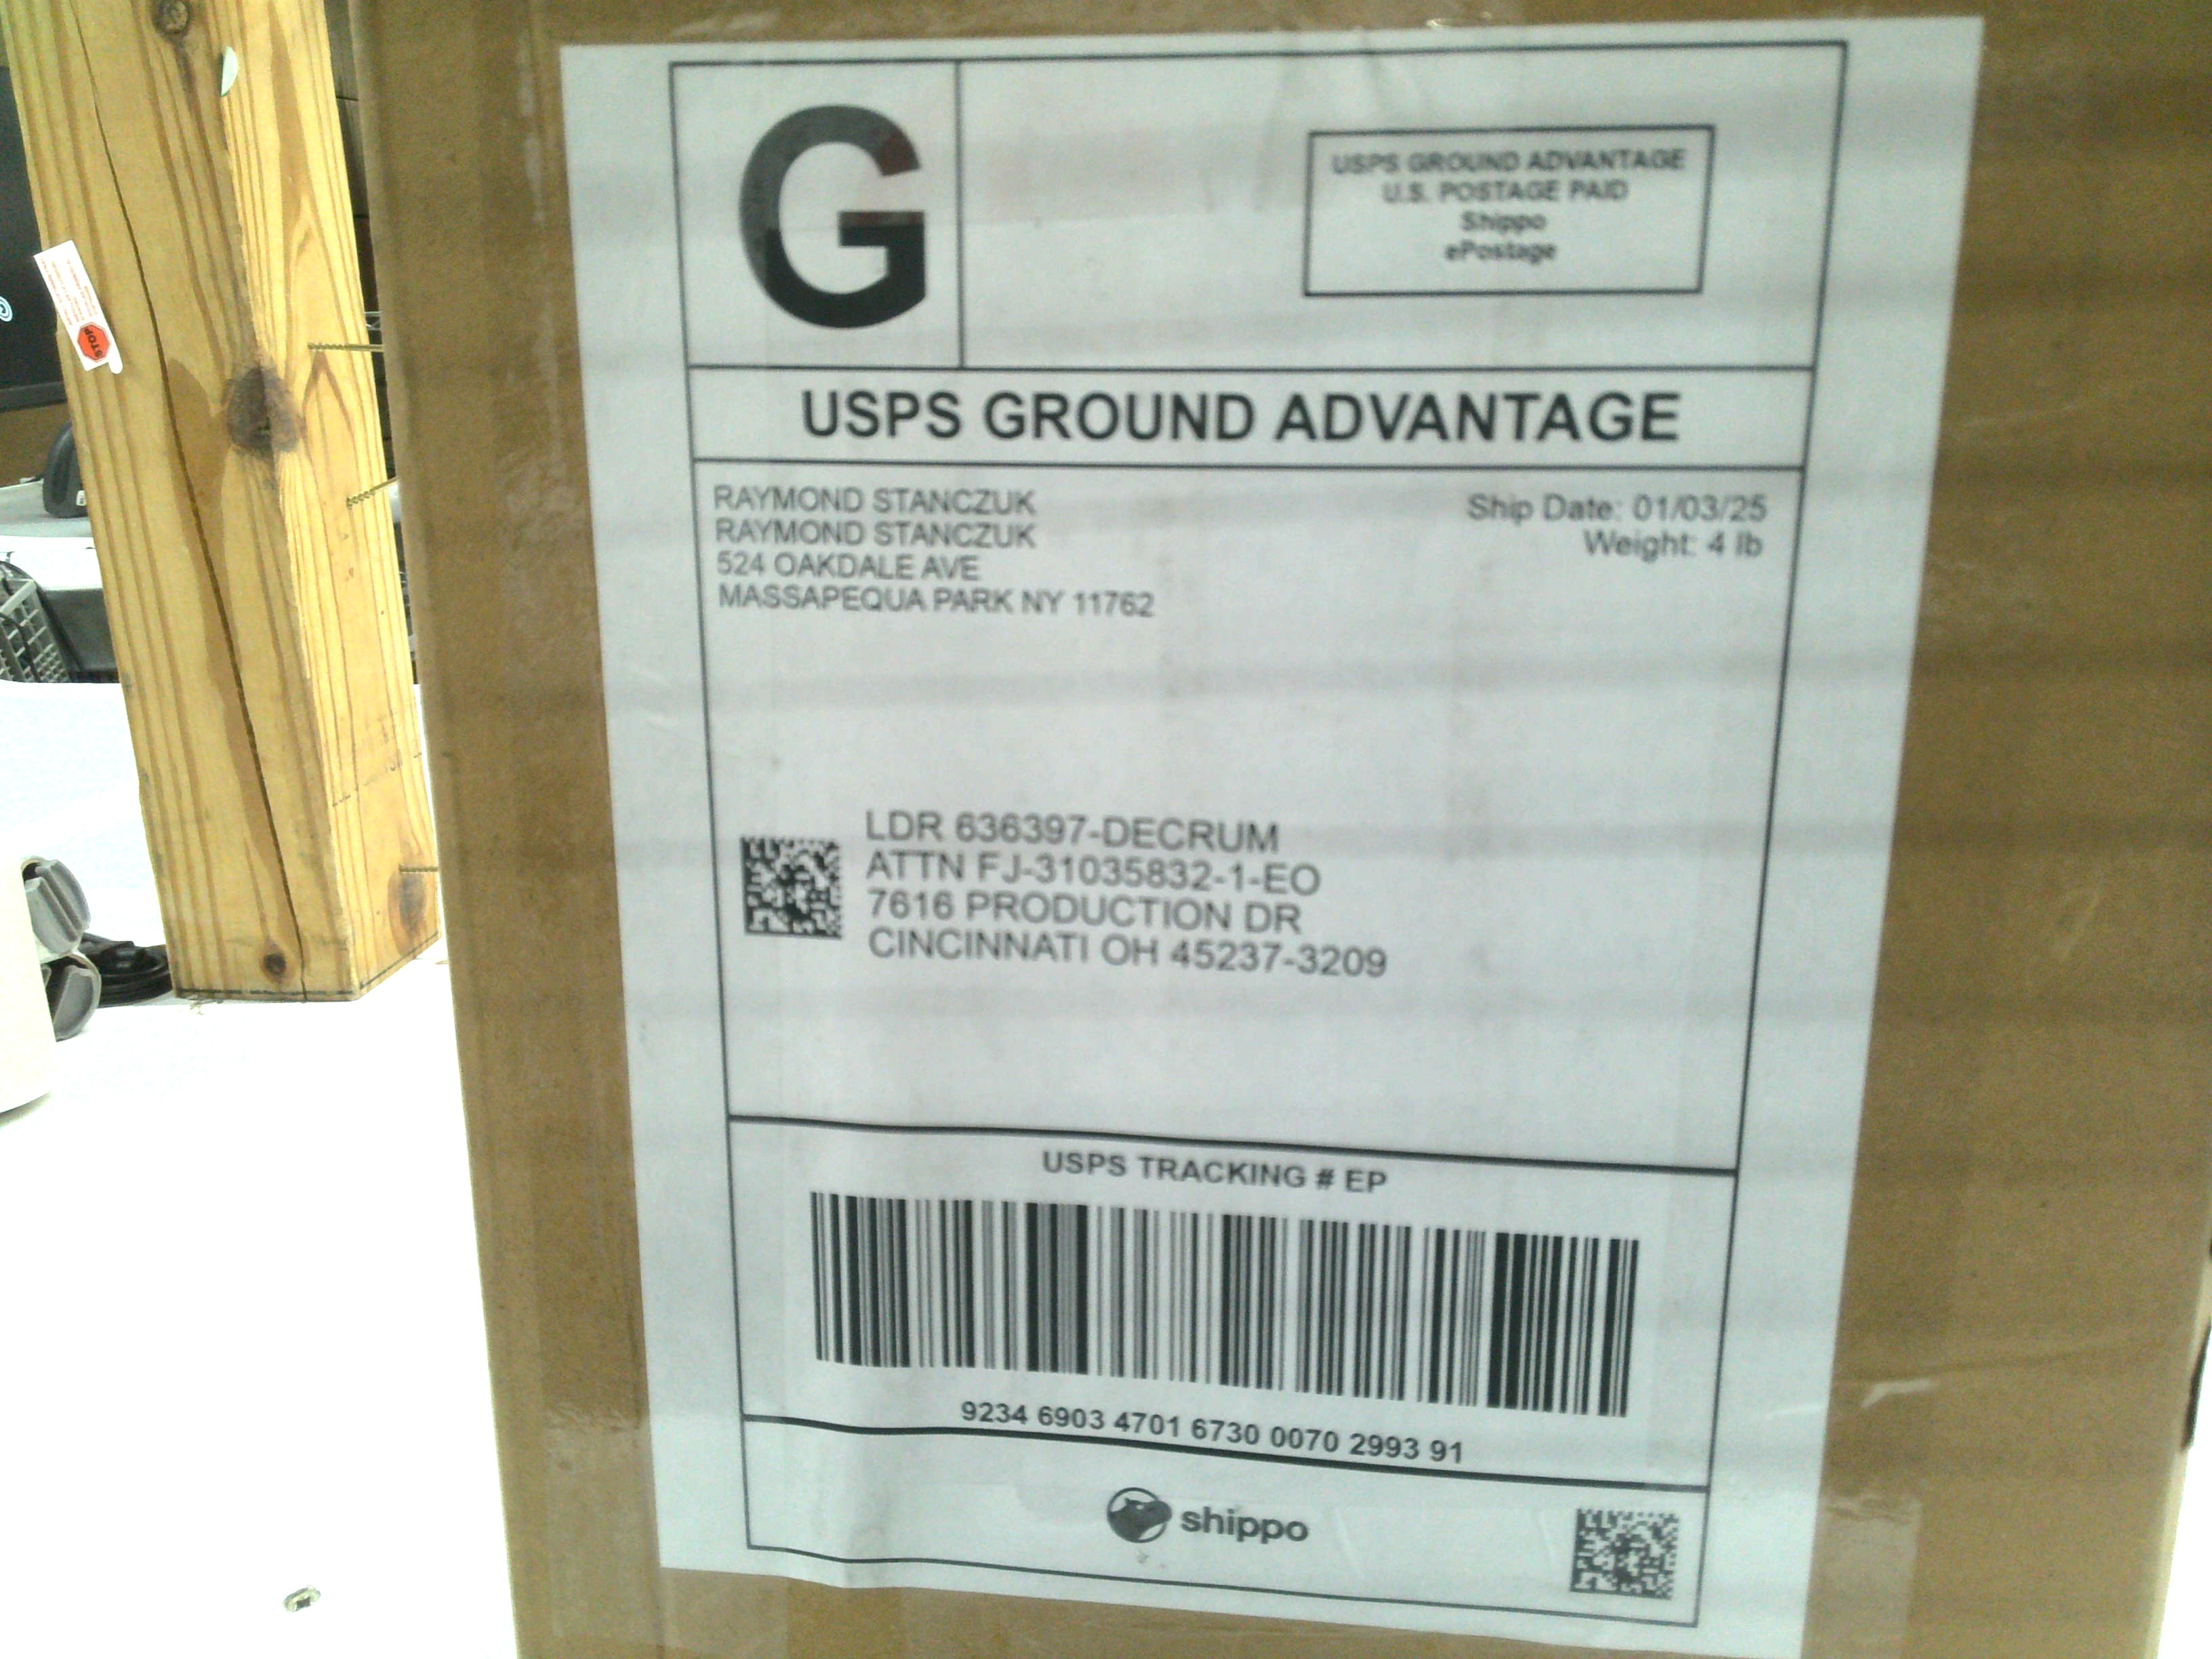 G
USPS GROUND ADVANTAGE
U.S. POSTAGE PAID
Shippo
ePostage
USPS GROUND ADVANTAGE
RAYMOND STANCZUK
RAYMOND STANCZUK
524 OAKDALE AVE
MASSAPEQUA PARK NY 11762
Ship Date: 01/03/25
Weight: 4 lb
LDR 636397-DECRUM
ATTN FJ-31035832-1-EO
7616 PRODUCTION DR
CINCINNATI OH 45237-3209
USPS TRACKING # EP
9234 6903 4701 6730 0070 2993 91
shippo
STOP